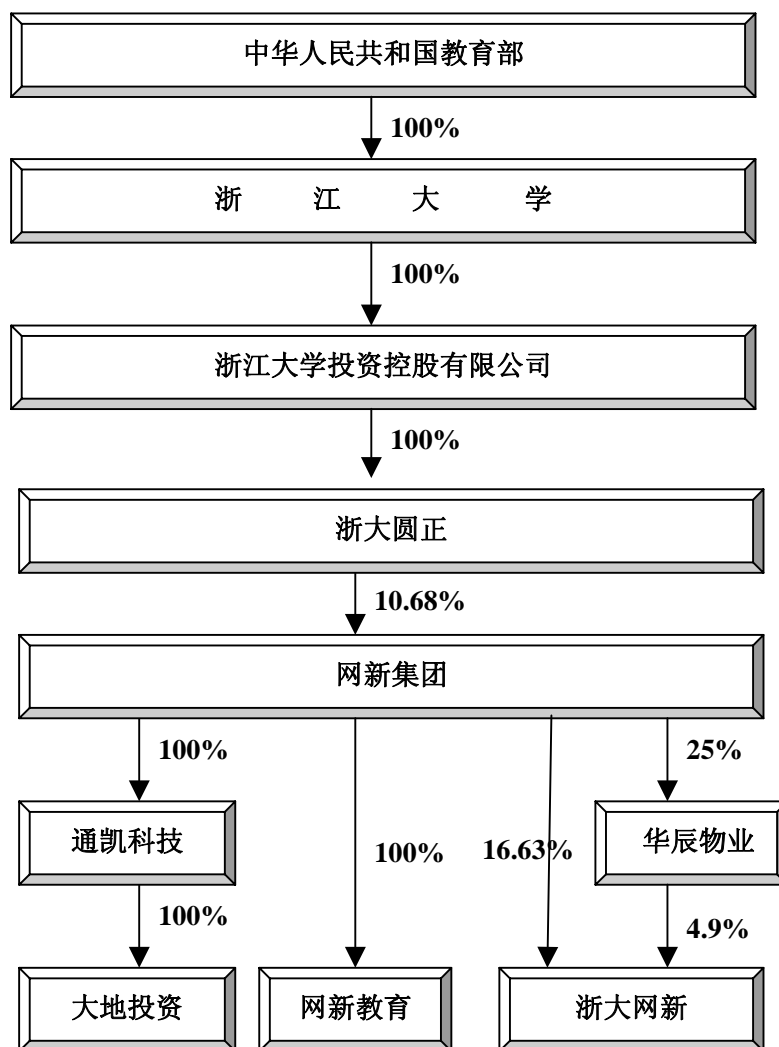 中华人民共和国教育部
100%
浙 江 大 学
100%
浙江大学投资控股有限公司
100%
浙大圆正
10.68%
网新集团
100%
25%
通凯科技
100%
16.63%
华辰物业
100%
4.9%
大地投资
网新教育
浙大网新